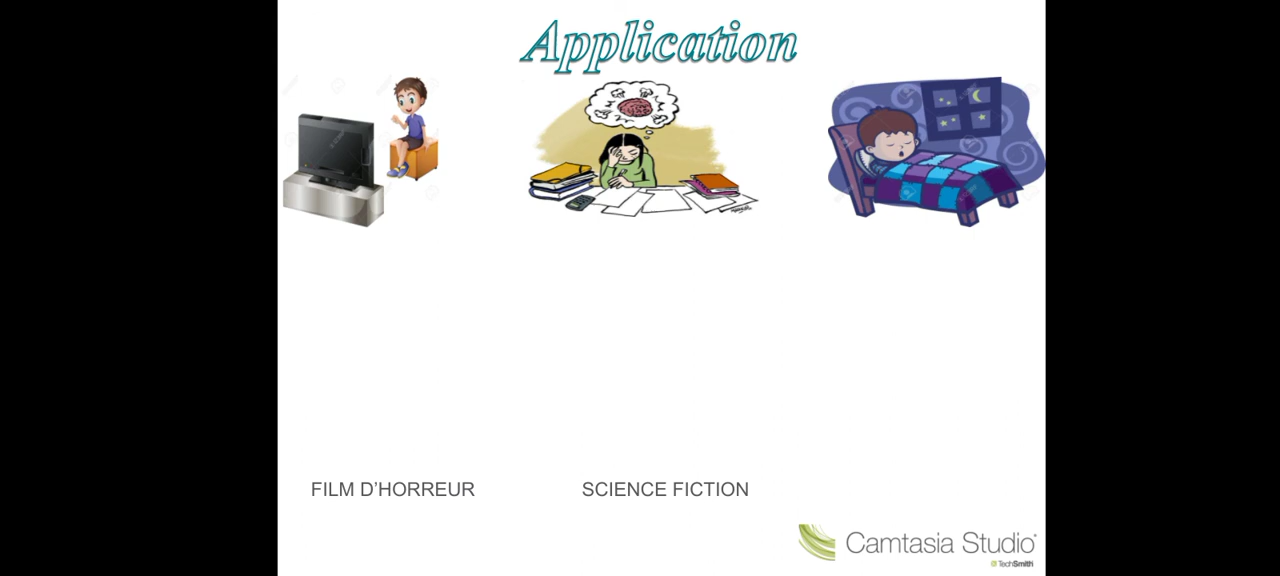 Application
FILM D’HORREUR
SCIENCE FICTION
Camtasia Studio®
TechSmith